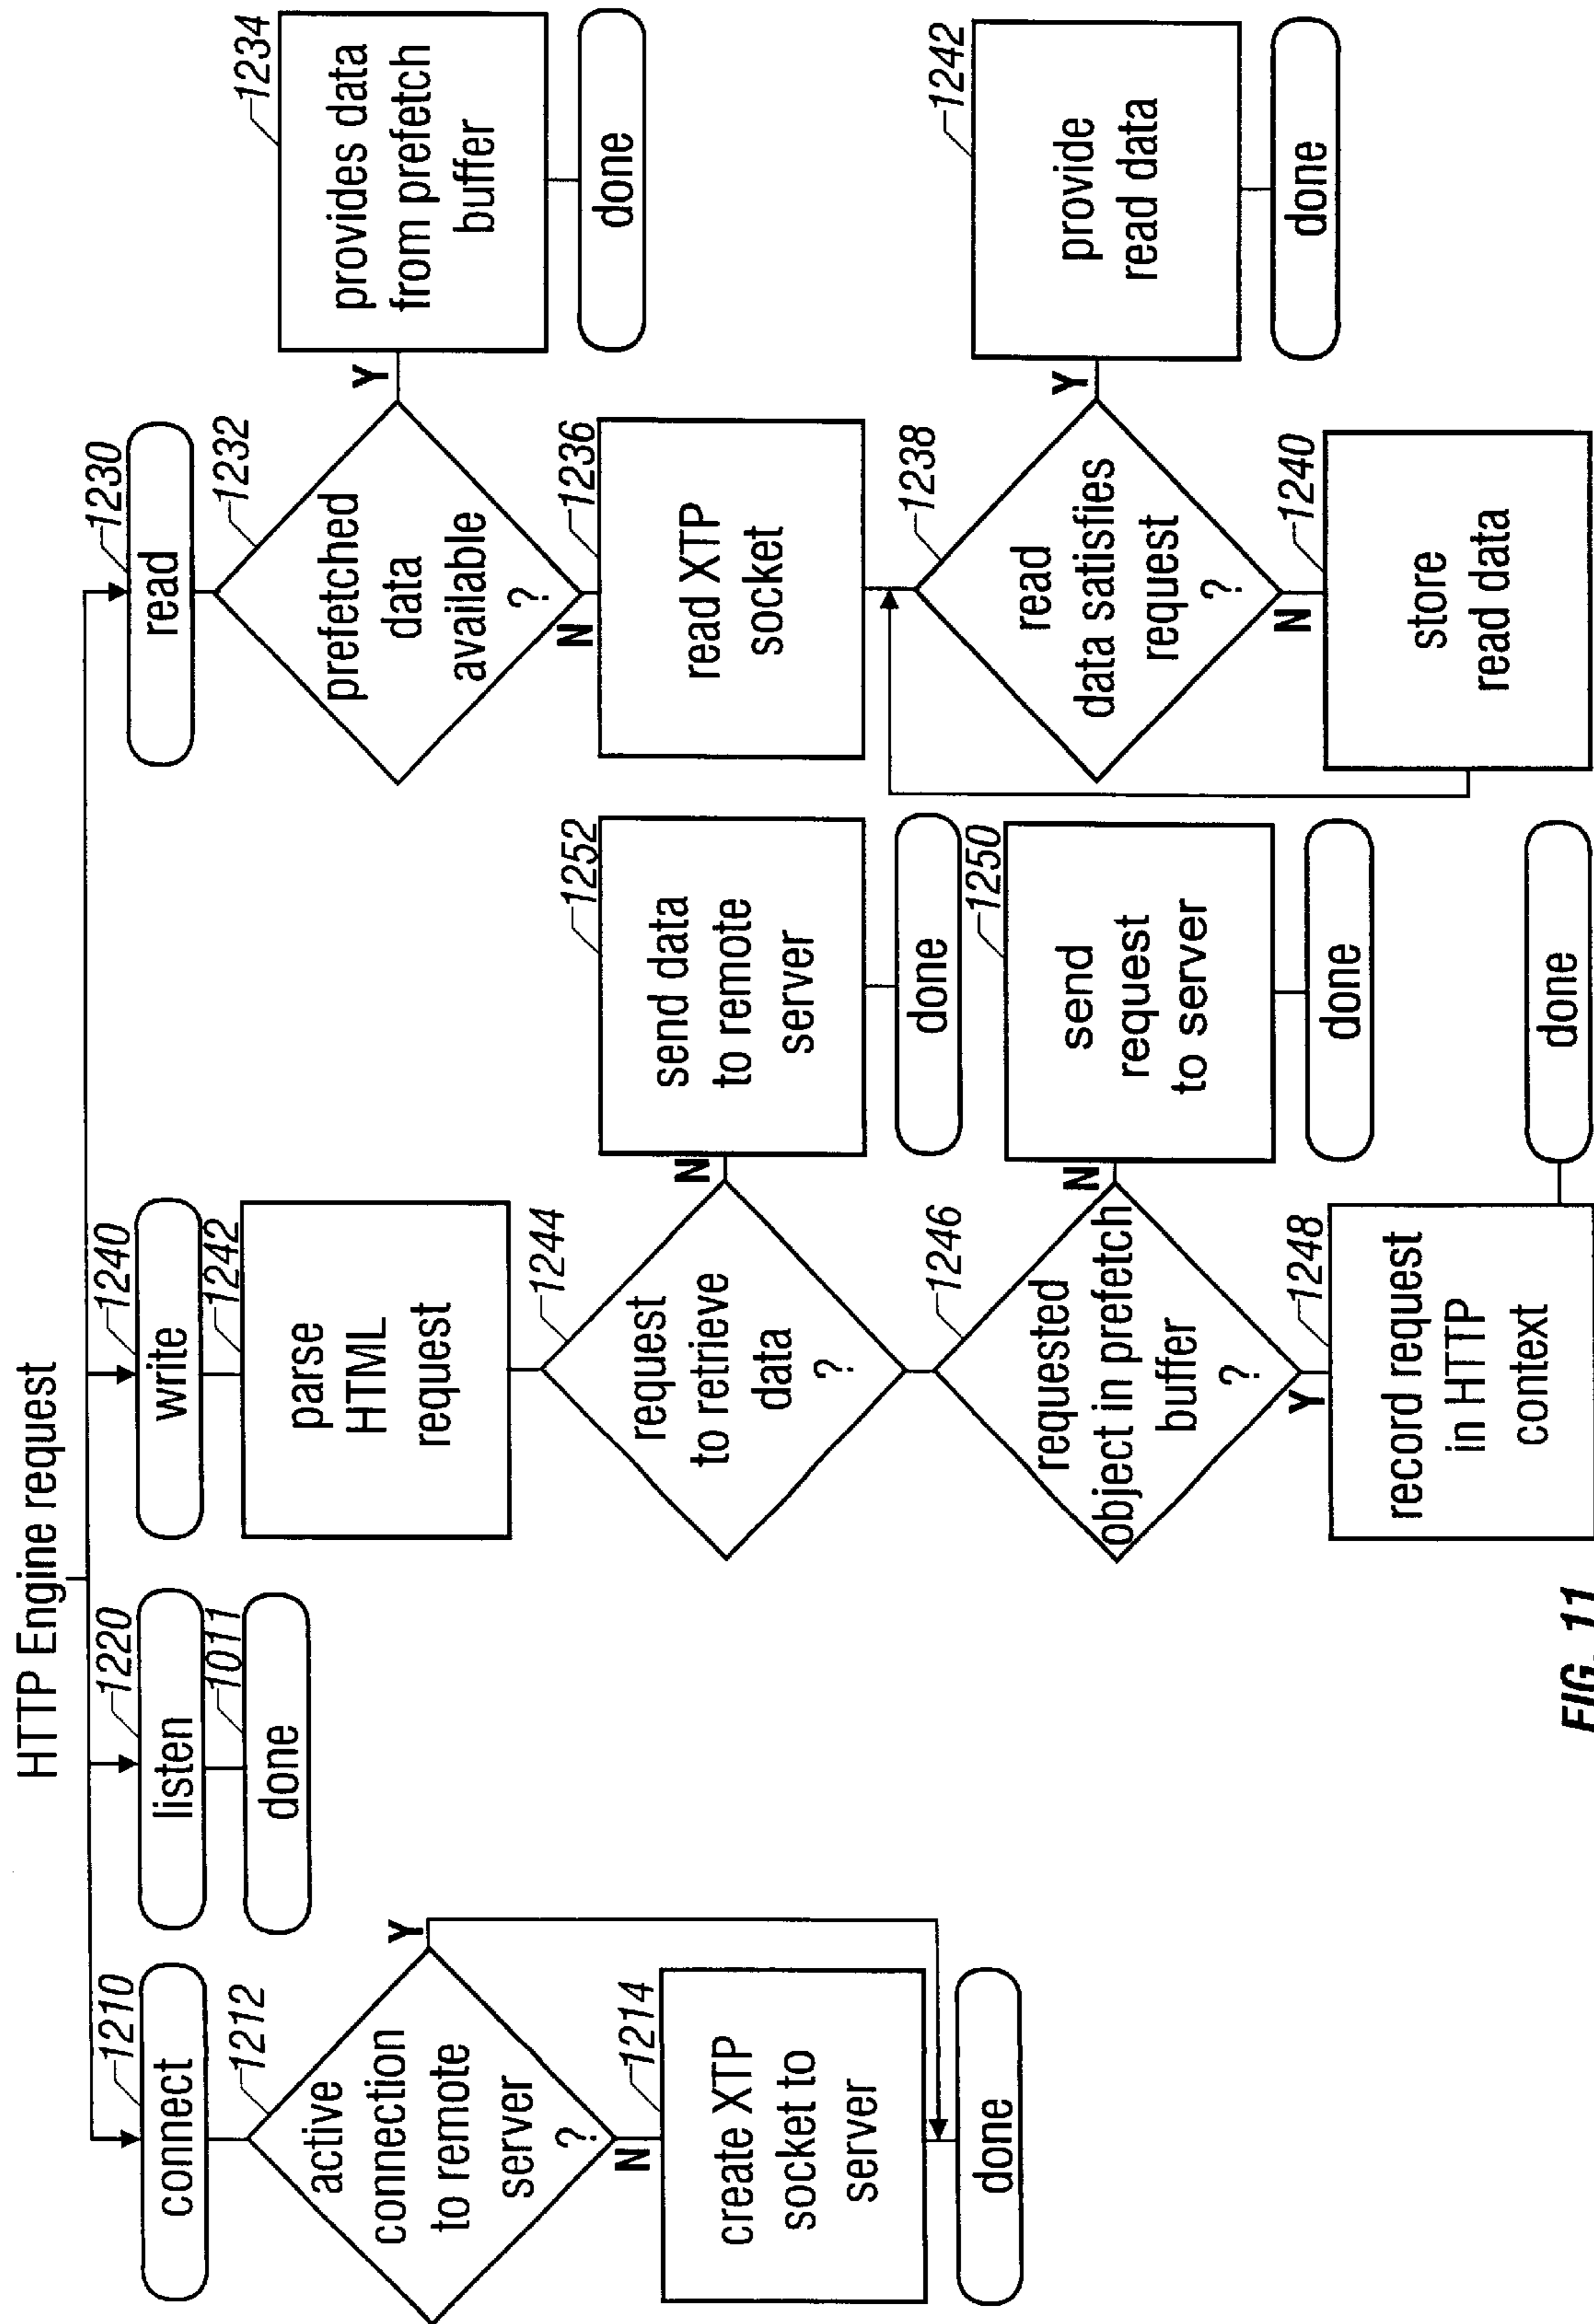 HTTP Engine request
1210
connect
1212
active
connection
to remote
server
?
Y
N
1214
create XTP
socket to
server
done
1220
listen
1011
done
1240
write
1242
parse
HTML
request
1244
request
to retrieve
data
?
N
1252
send data
to remote
server
done
1246
requested
object in prefetch
buffer
?
N
1250
send
request
to server
done
Y
1248
record request
in HTTP
context
done
1230
read
1232
prefetched
data
available
?
Y
1234
provides data
from prefetch
buffer
done
N
1236
read XTP
socket
1238
read
data satisfies
request
?
Y
1242
provide
read data
done
N
1240
store
read data
FIG. 11